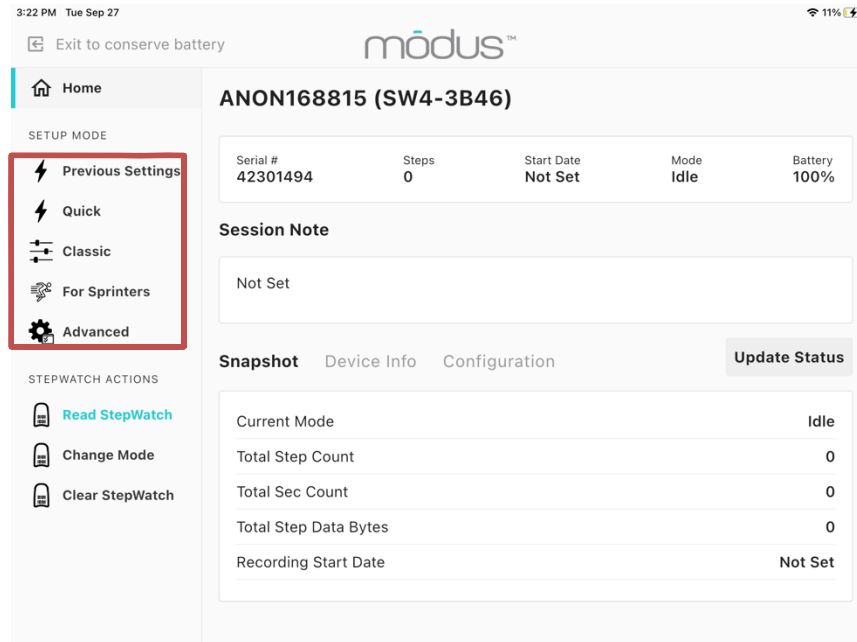 3:22 PM Tue Sep 27
11%
Exit to conserve battery
mōdus™
Home
SETUP MODE
Previous Settings
Quick
Classic
For Sprinters
Advanced
STEPWATCH ACTIONS
Read StepWatch
Change Mode
Clear StepWatch
ANON168815 (SW4-3B46)
Serial # Steps Start Date Mode Battery
42301494 0 Not Set Idle 100%
Session Note
Not Set
Snapshot Device Info Configuration Update Status
Current Mode Idle
Total Step Count 0
Total Sec Count 0
Total Step Data Bytes 0
Recording Start Date Not Set